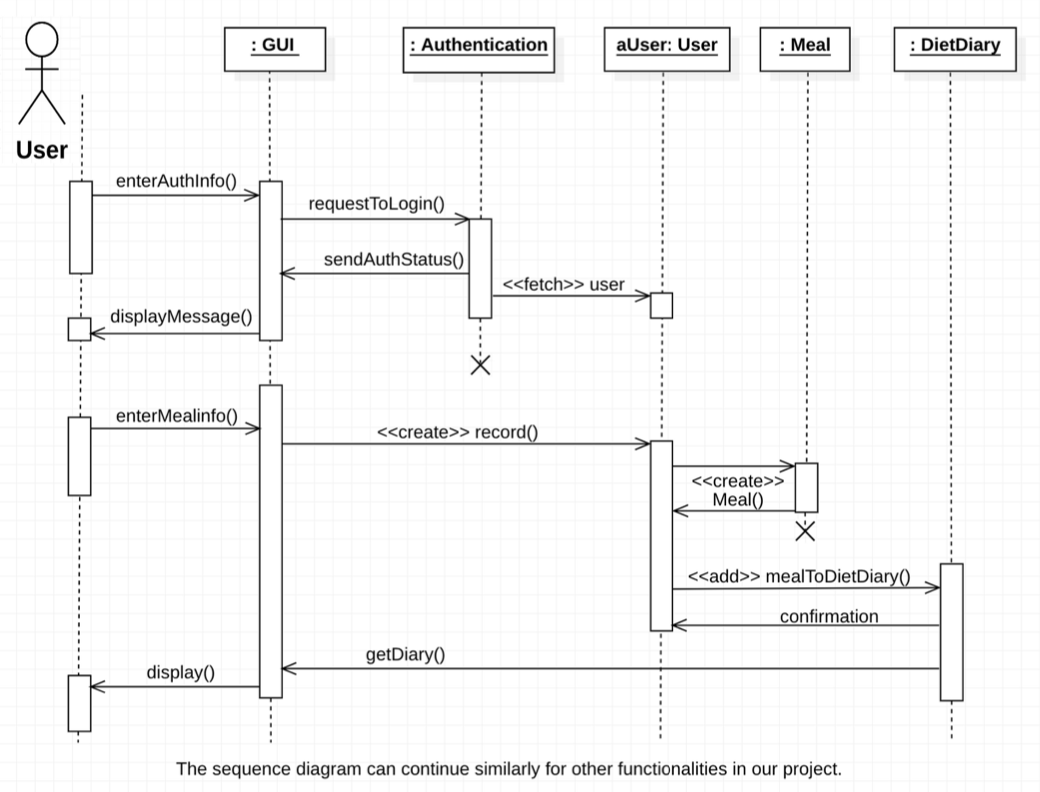 : GUI
: Authentication
aUser: User
: Meal
: DietDiary
User
enterAuthInfo()
requestToLogin()
sendAuthStatus()
<<fetch>> user
displayMessage()
enterMealinfo()
<<create>> record()
<<create>>
Meal()
<<add>> mealToDietDiary()
confirmation
getDiary()
display()
The sequence diagram can continue similarly for other functionalities in our project.